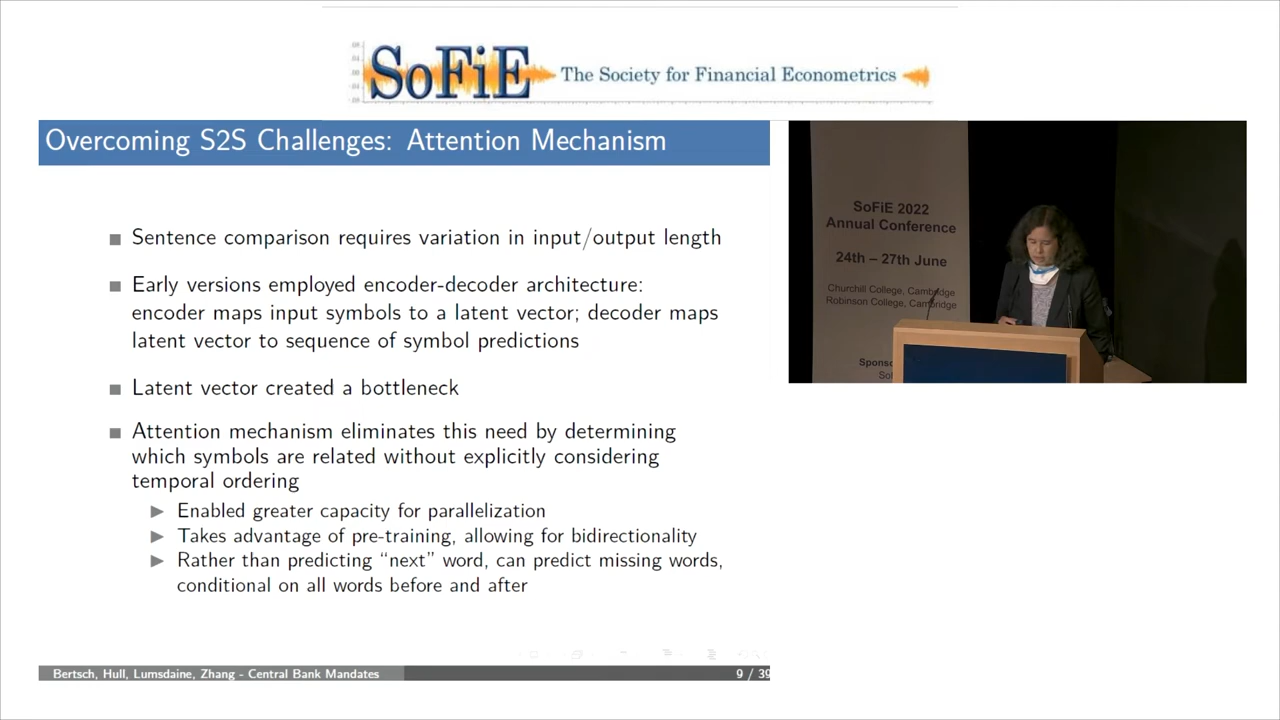 SoFiE
The Society for Financial Econometrics
Overcoming S2S Challenges: Attention Mechanism
Sentence comparison requires variation in input/output length
Early versions employed encoder-decoder architecture:
encoder maps input symbols to a latent vector; decoder maps
latent vector to sequence of symbol predictions
Latent vector created a bottleneck
Attention mechanism eliminates this need by determining
which symbols are related without explicitly considering
temporal ordering
Enabled greater capacity for parallelization
Takes advantage of pre-training, allowing for bidirectionality
Rather than predicting “next” word, can predict missing words,
conditional on all words before and after
Bertsch, Hull, Lumsdaine, Zhang - Central Bank Mandates
9 / 39
SoFiE 2022
Annual Conference
24th – 27th June
Churchill College, Cambridge
Robinson College, Cambridge